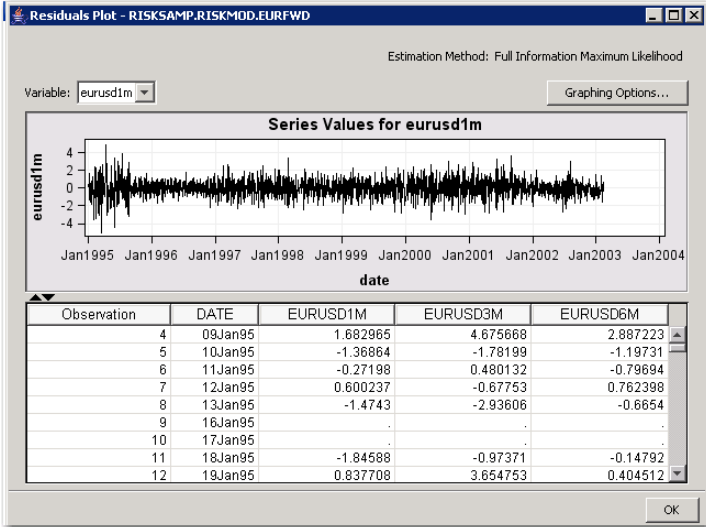 Residuals Plot - RISKSAMP.RISKMOD.EURFWD
Estimation Method: Full Information Maximum Likelihood
Variable: eurusd1m
Graphing Options...
Series Values for eurusd1m
eurusd1m
4
2
0
-2
-4
Jan1995 Jan1996 Jan1997 Jan1998 Jan1999 Jan2000 Jan2001 Jan2002 Jan2003 Jan2004
date
Observation DATE EURUSD1M EURUSD3M EURUSD6M
4 09Jan95 1.682965 4.675668 2.887223
5 10Jan95 -1.36864 -1.78199 -1.19731
6 11Jan95 -0.27198 0.480132 -0.79694
7 12Jan95 0.600237 -0.67753 0.762398
8 13Jan95 -1.4743 -2.93606 -0.6654
9 16Jan95 . . .
10 17Jan95 . . .
11 18Jan95 -1.84588 -0.97371 -0.14792
12 19Jan95 0.837708 3.654753 0.404512
OK